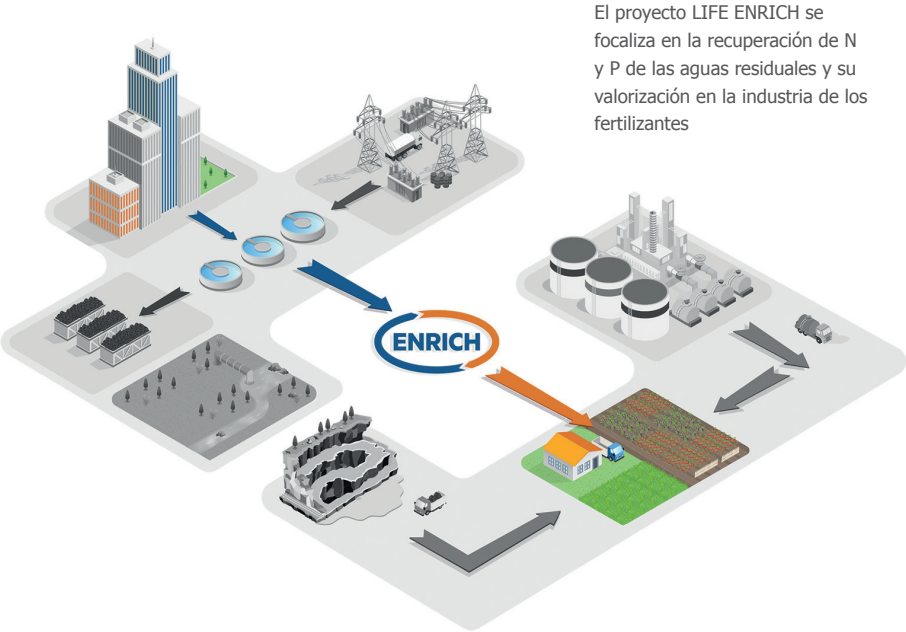 El proyecto LIFE ENRICH se
focaliza en la recuperación de N
y P de las aguas residuales y su
valorización en la industria de los
fertilizantes
ENRICH